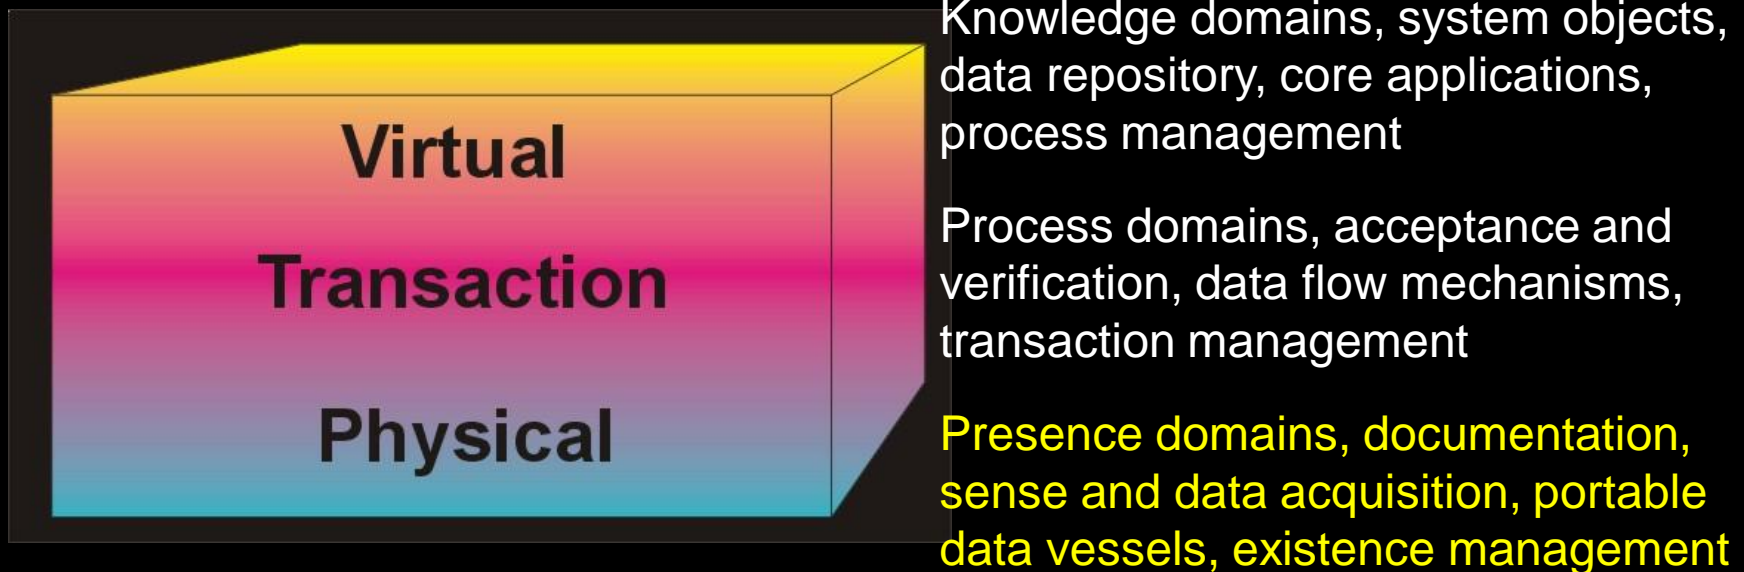 Virtual
Transaction
Physical
Knowledge domains, system objects,
data repository, core applications,
process management
Process domains, acceptance and
verification, data flow mechanisms,
transaction management
Presence domains, documentation,
sense and data acquisition, portable
data vessels, existence management